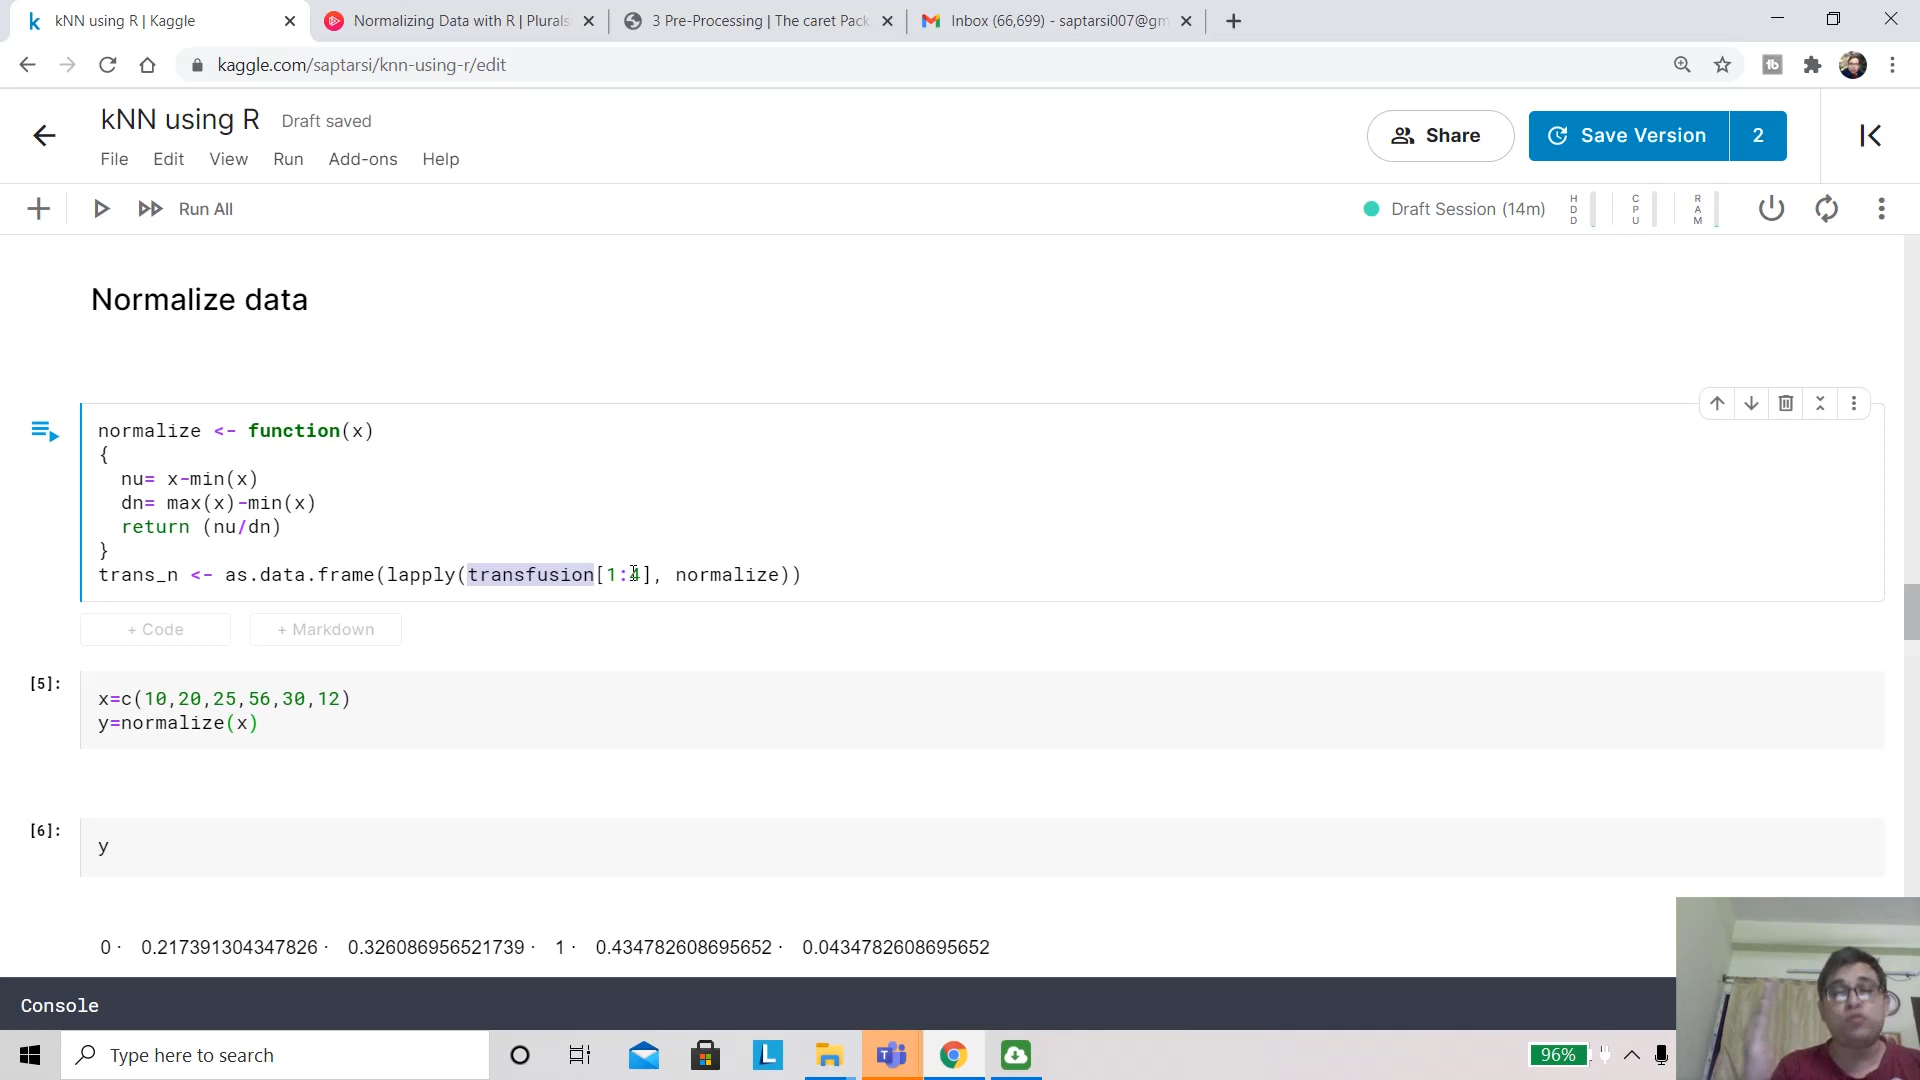 kNN using R | Kaggle
Normalizing Data with R | Plurals
3 Pre-Processing | The caret Pack
Inbox (66,699) - saptarsi007@gm
kaggle.com/saptarsi/knn-using-r/edit
kNN using R
Draft saved
File Edit View Run Add-ons Help
Share
Save Version
2
Run All
Draft Session (14m)
HDD
CPU
RAM
Normalize data
normalize <- function(x)
{
nu= x-min(x)
dn= max(x)-min(x)
return (nu/dn)
}
trans_n <- as.data.frame(lapply(transfusion[1:4], normalize))
+ Code
+ Markdown
[5]:
x=c(10,20,25,56,30,12)
y=normalize(x)
[6]:
y
0 · 0.217391304347826 · 0.326086956521739 · 1 · 0.434782608695652 · 0.0434782608695652
Console
Type here to search
96%